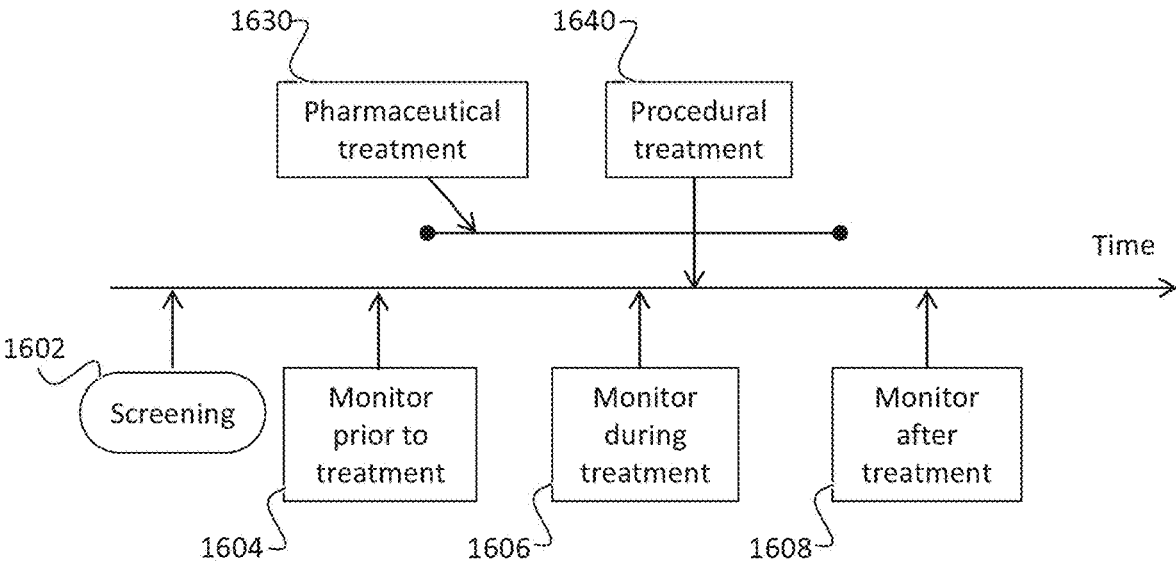 1630
1640
Pharmaceutical
treatment
Procedural
treatment
Time
1602
Screening
Monitor
prior to
treatment
Monitor
during
treatment
Monitor
after
treatment
1604
1606
1608